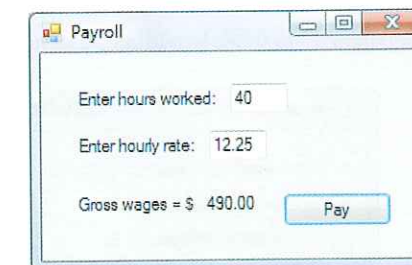 Payroll
Enter hours worked: 40
Enter hourly rate: 12.25
Gross wages = $ 490.00 Pay